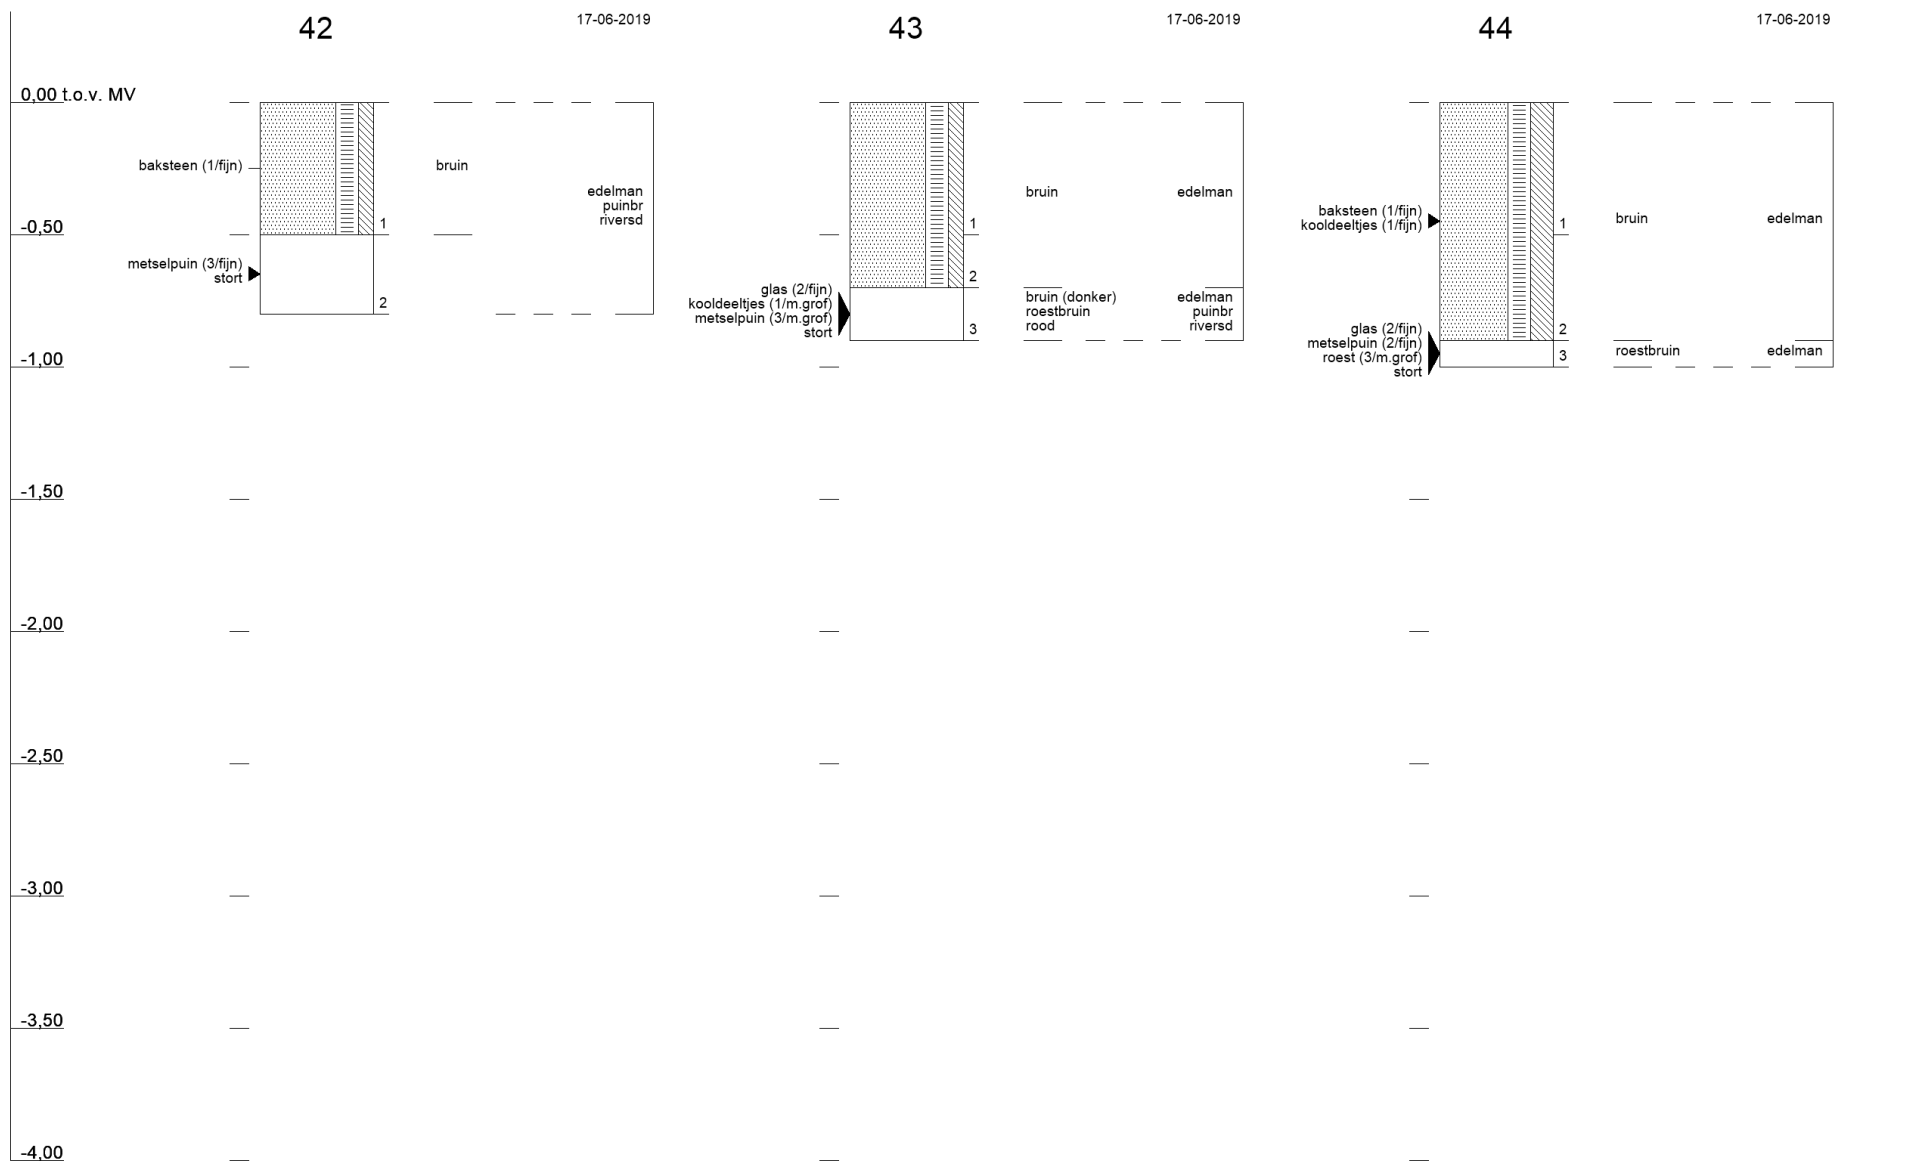 42
17-06-2019
43
17-06-2019
44
17-06-2019
0,00 t.o.v. MV
-0,50
-1,00
-1,50
-2,00
-2,50
-3,00
-3,50
-4,00
baksteen (1/fijn)
metselpuin (3/fijn)
stort
1
2
bruin
edelman
puinbr
riversd
glas (2/fijn)
kooldeeltjes (1/m.grof)
metselpuin (3/m.grof)
stort
1
2
3
bruin
edelman
bruin (donker)
roestbruin
rood
edelman
puinbr
riversd
baksteen (1/fijn)
kooldeeltjes (1/fijn)
glas (2/fijn)
metselpuin (2/fijn)
roest (3/m.grof)
stort
1
2
3
bruin
edelman
roestbruin
edelman